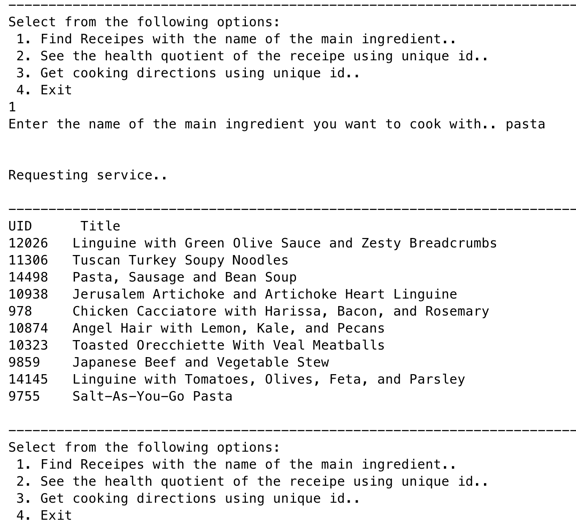 Select from the following options:
1. Find Receipes with the name of the main ingredient..
2. See the health quotient of the receipe using unique id..
3. Get cooking directions using unique id..
4. Exit
1
Enter the name of the main ingredient you want to cook with.. pasta
Requesting service..
UID Title
12026 Linguine with Green Olive Sauce and Zesty Breadcrumbs
11306 Tuscan Turkey Soupy Noodles
14498 Pasta, Sausage and Bean Soup
10938 Jerusalem Artichoke and Artichoke Heart Linguine
978 Chicken Cacciatore with Harissa, Bacon, and Rosemary
10874 Angel Hair with Lemon, Kale, and Pecans
10323 Toasted Orecchiette With Veal Meatballs
9859 Japanese Beef and Vegetable Stew
14145 Linguine with Tomatoes, Olives, Feta, and Parsley
9755 Salt-As-You-Go Pasta
Select from the following options:
1. Find Receipes with the name of the main ingredient..
2. See the health quotient of the receipe using unique id..
3. Get cooking directions using unique id..
4. Exit